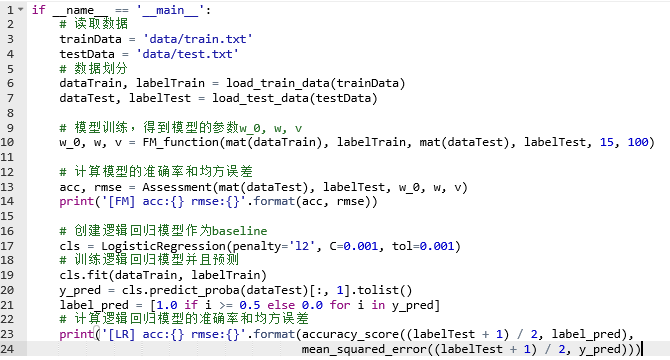 1 if __name__ == '__main__':
2 # 读取数据
3 trainData = 'data/train.txt'
4 testData = 'data/test.txt'
5 # 数据划分
6 dataTrain, labelTrain = load_train_data(trainData)
7 dataTest, labelTest = load_test_data(testData)
8
9 # 模型训练，得到模型的参数w_0, w, v
10 w_0, w, v = FM_function(mat(dataTrain), labelTrain, mat(dataTest), labelTest, 15, 100)
11
12 # 计算模型的准确率和均方误差
13 acc, rmse = Assessment(mat(dataTest), labelTest, w_0, w, v)
14 print('[FM] acc:{} rmse:{}'.format(acc, rmse))
15
16 # 创建逻辑回归模型作为baseline
17 cls = LogisticRegression(penalty='l2', C=0.001, tol=0.001)
18 # 训练逻辑回归模型并且预测
19 cls.fit(dataTrain, labelTrain)
20 y_pred = cls.predict_proba(dataTest)[:, 1].tolist()
21 label_pred = [1.0 if i >= 0.5 else 0.0 for i in y_pred]
22 # 计算逻辑回归模型的准确率和均方误差
23 print('[LR] acc:{} rmse:{}'.format(accuracy_score((labelTest + 1) / 2, label_pred),
24 mean_squared_error((labelTest + 1) / 2, y_pred)))